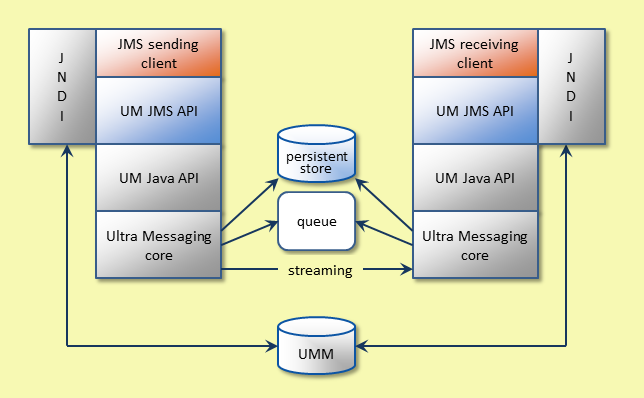 J
N
D
I
JMS sending
client
UM JMS API
UM Java API
Ultra Messaging
core
persistent
store
queue
streaming
UMM
JMS receiving
client
UM JMS API
UM Java API
Ultra Messaging
core
J
N
D
I